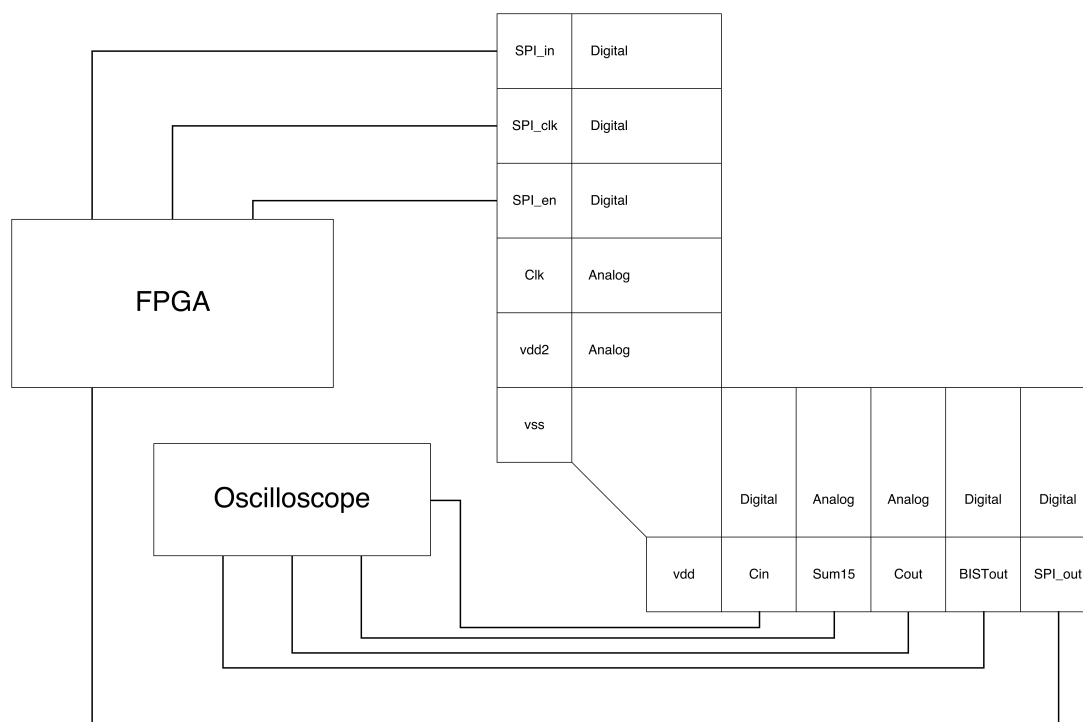 SPI_in Digital
SPI_clk Digital
SPI_en Digital
Clk Analog
FPGA
vdd2 Analog
vss
Oscilloscope
Digital Analog Analog Digital Digital
vdd Cin Sum15 Cout BISTout SPI_out